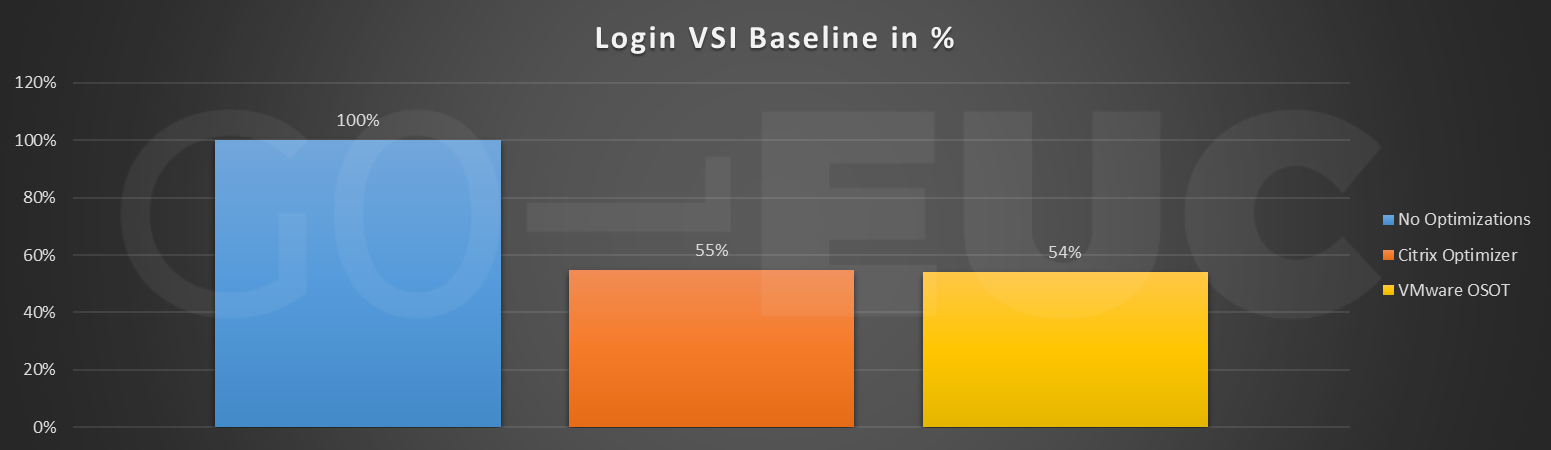 Login VSI Baseline in %
120%
100%
80%
60%
40%
20%
0%
100%
55%
54%
No Optimizations
Citrix Optimizer
VMware OSOT
GO-EUC